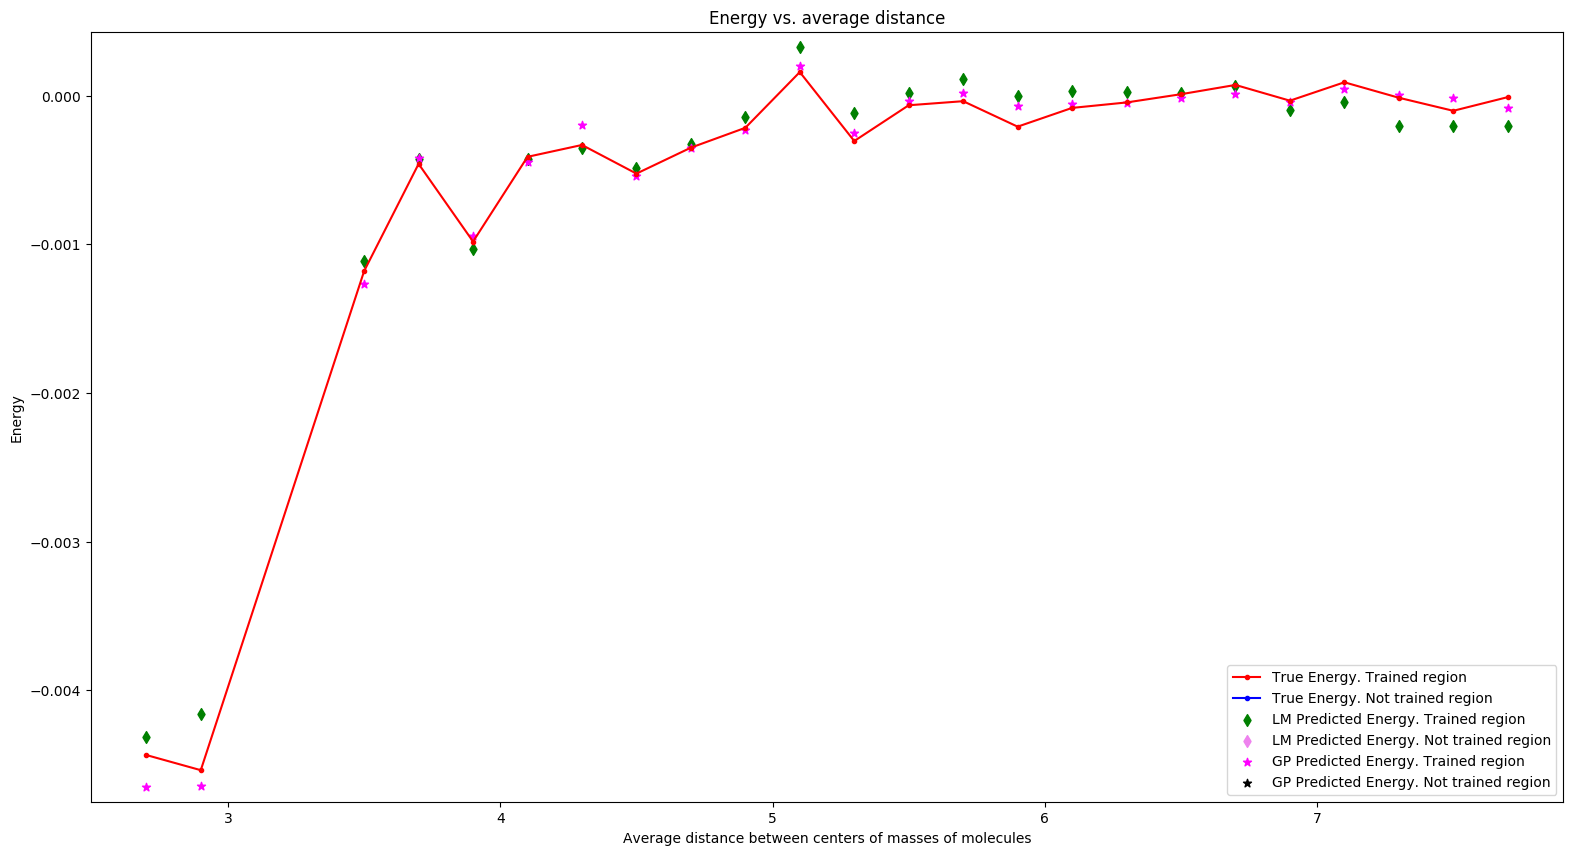 Energy vs. average distance
0.000
−0.001
−0.002
−0.003
−0.004
Energy
3 4 5 6 7
Average distance between centers of masses of molecules
True Energy. Trained region
True Energy. Not trained region
LM Predicted Energy. Trained region
LM Predicted Energy. Not trained region
GP Predicted Energy. Trained region
GP Predicted Energy. Not trained region